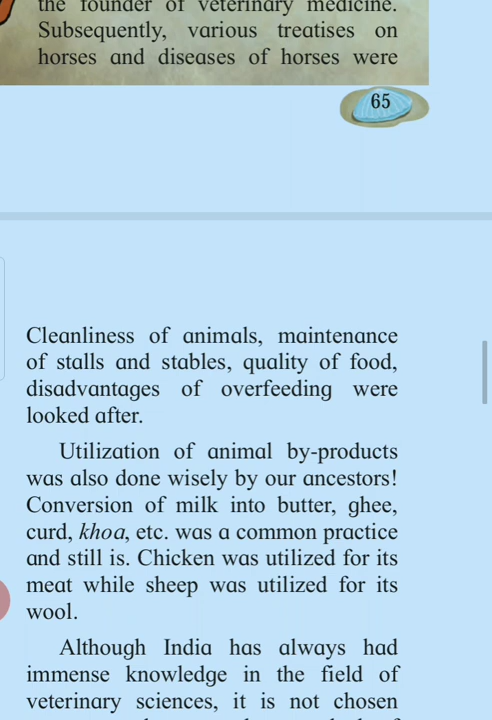 the founder of veterinary medicine.
Subsequently, various treatises on
horses and diseases of horses were
65
Cleanliness of animals, maintenance
of stalls and stables, quality of food,
disadvantages of overfeeding were
looked after.
Utilization of animal by-products
was also done wisely by our ancestors!
Conversion of milk into butter, ghee,
curd, khoa, etc. was a common practice
and still is. Chicken was utilized for its
meat while sheep was utilized for its
wool.
Although India has always had
immense knowledge in the field of
veterinary sciences, it is not chosen